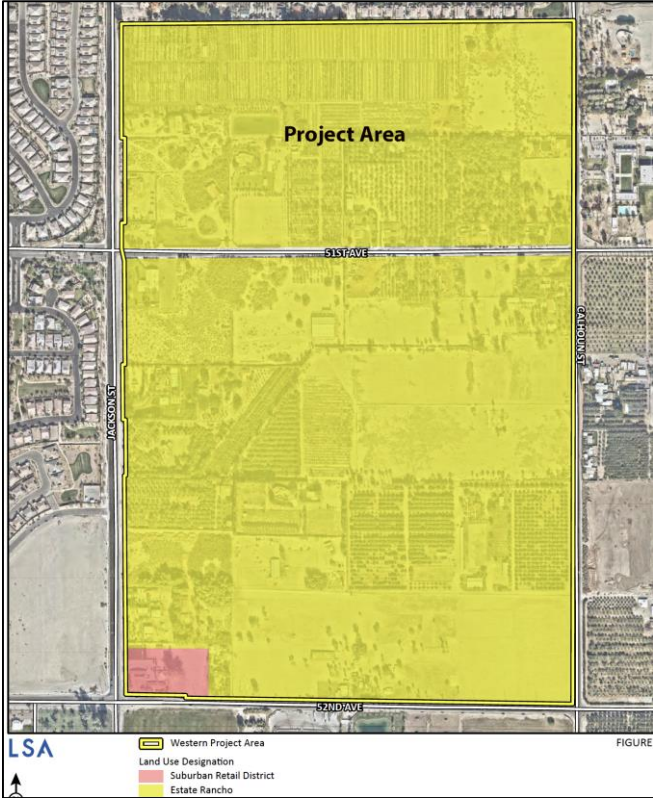 Project Area
51ST AVE
JACKSON ST
CALHOUN ST
52ND AVE
LSA
Western Project Area
Land Use Designation
Suburban Retail District
Estate Rancho
FIGURE